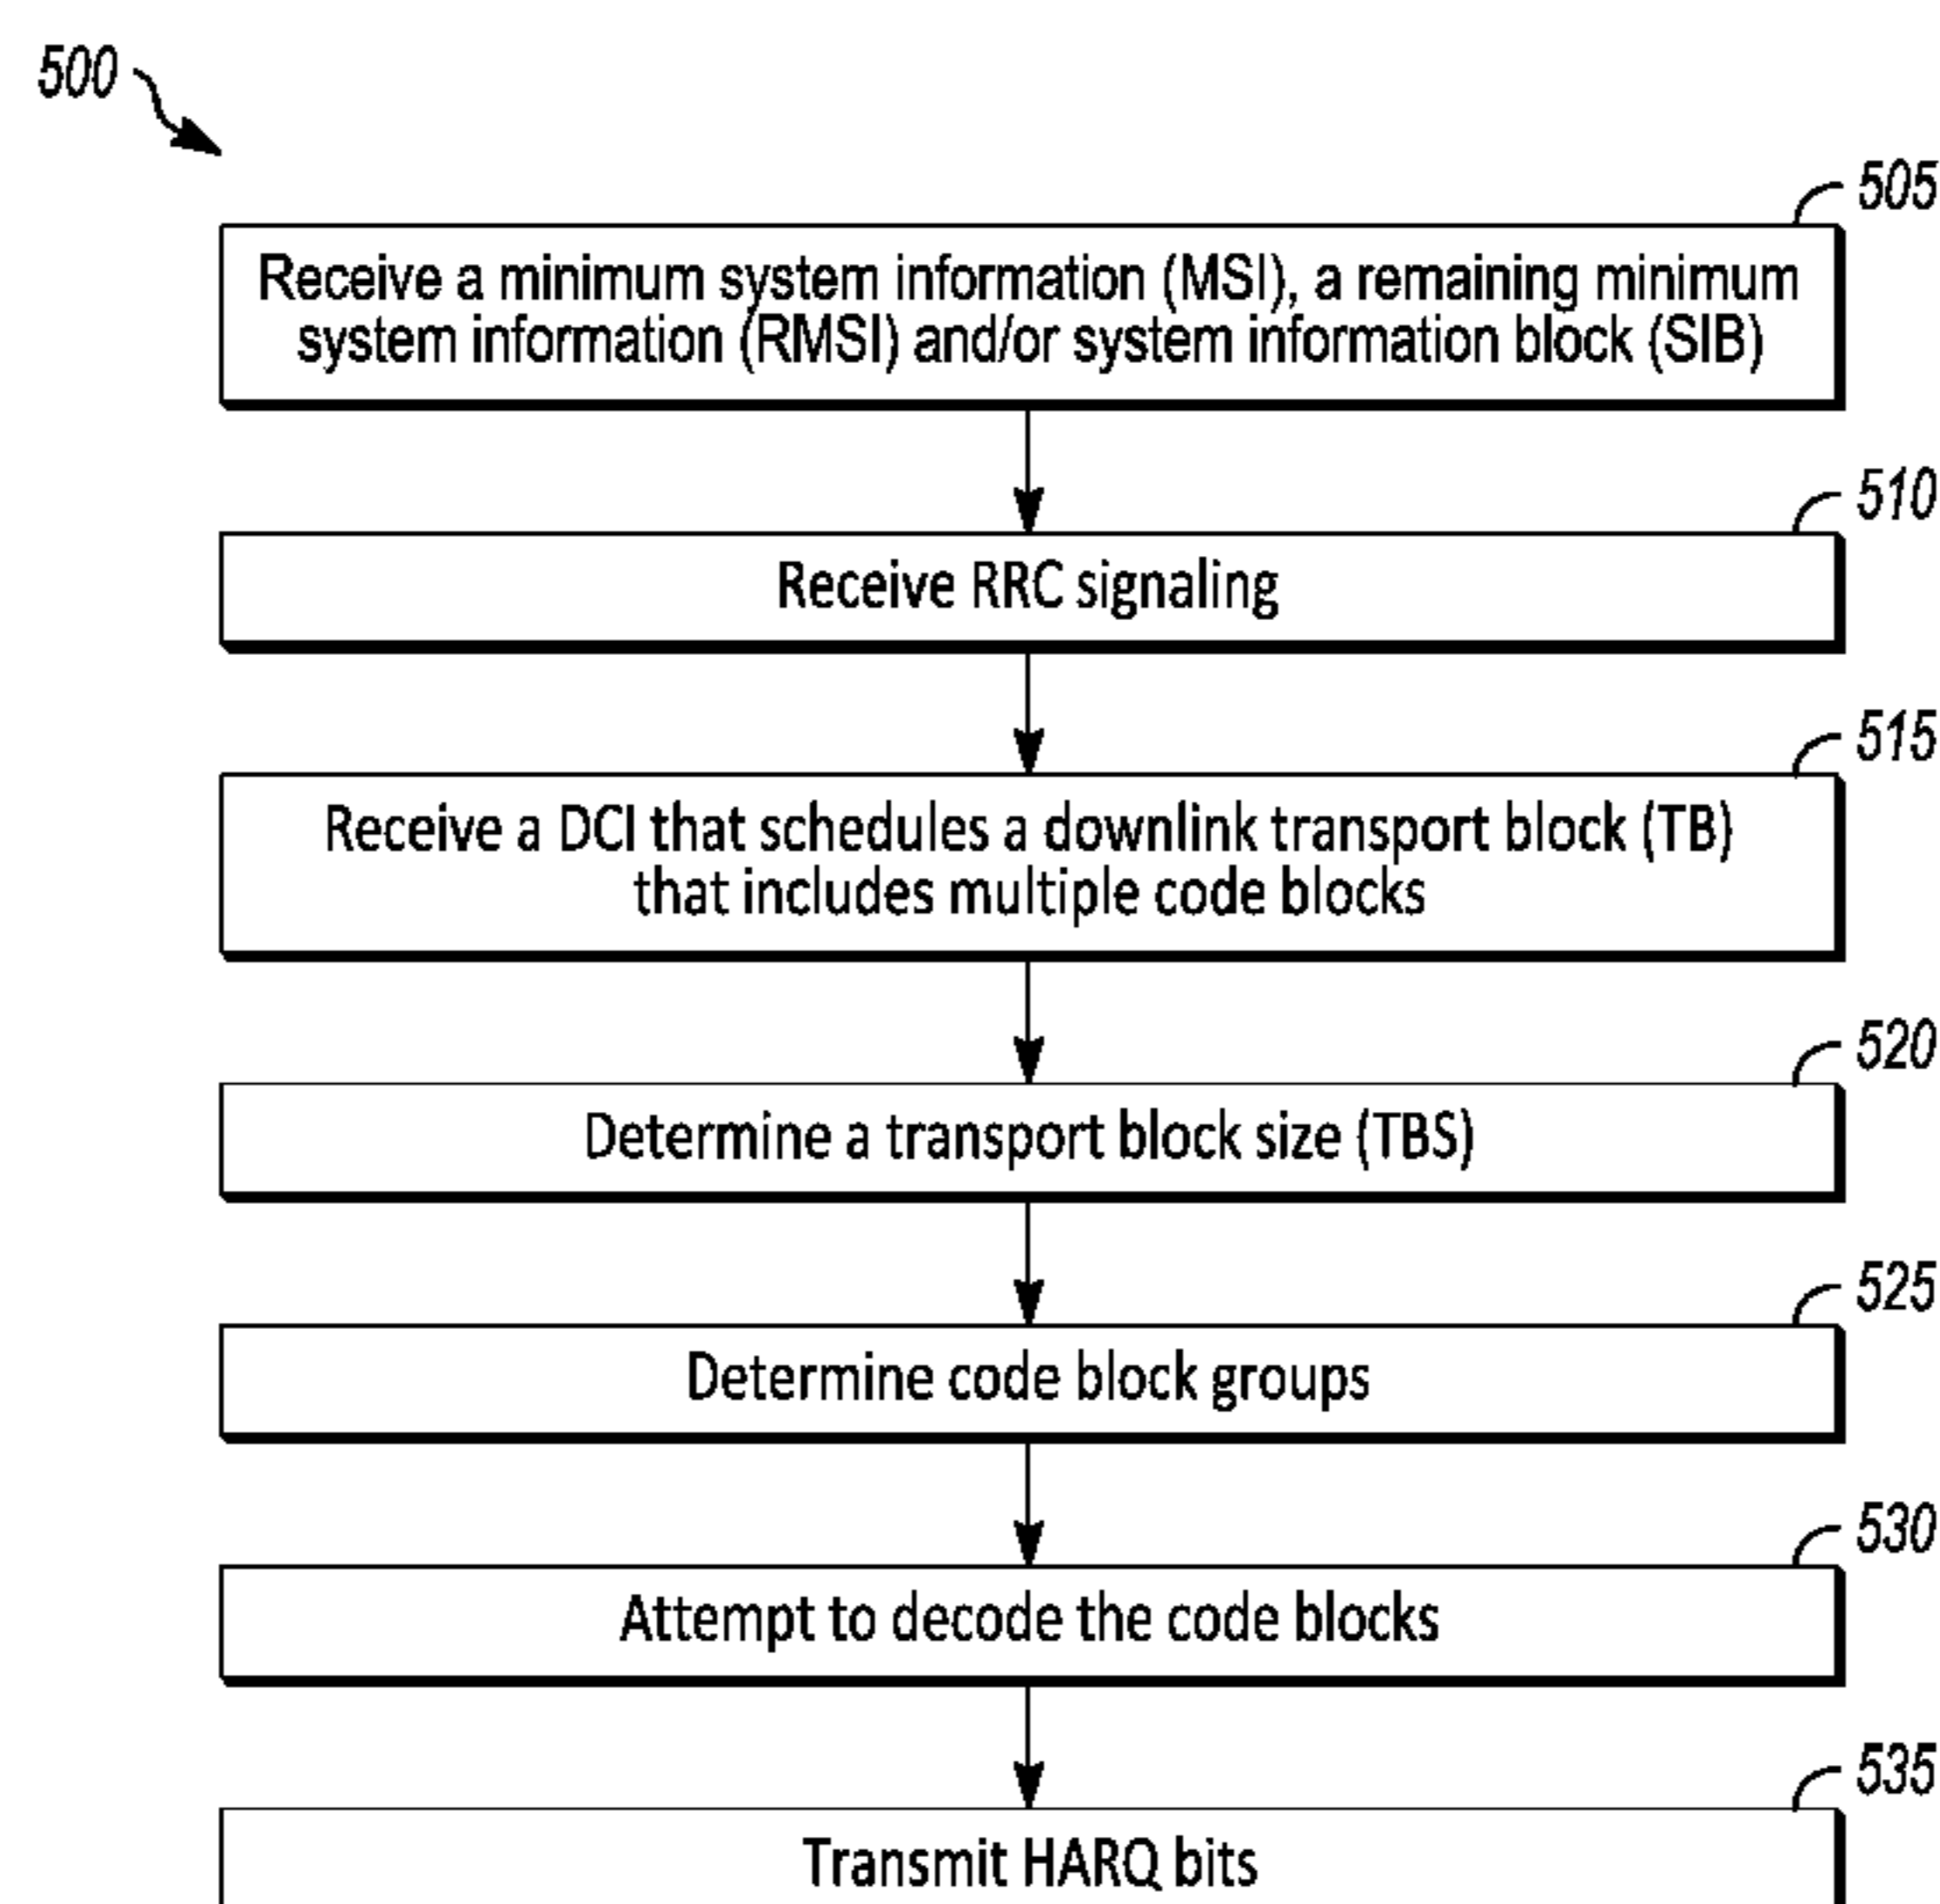 500
505
Receive a minimum system information (MSI), a remaining minimum
system information (RMSI) and/or system information block (SIB)
510
Receive RRC signaling
515
Receive a DCI that schedules a downlink transport block (TB)
that includes multiple code blocks
520
Determine a transport block size (TBS)
525
Determine code block groups
530
Attempt to decode the code blocks
535
Transmit HARQ bits